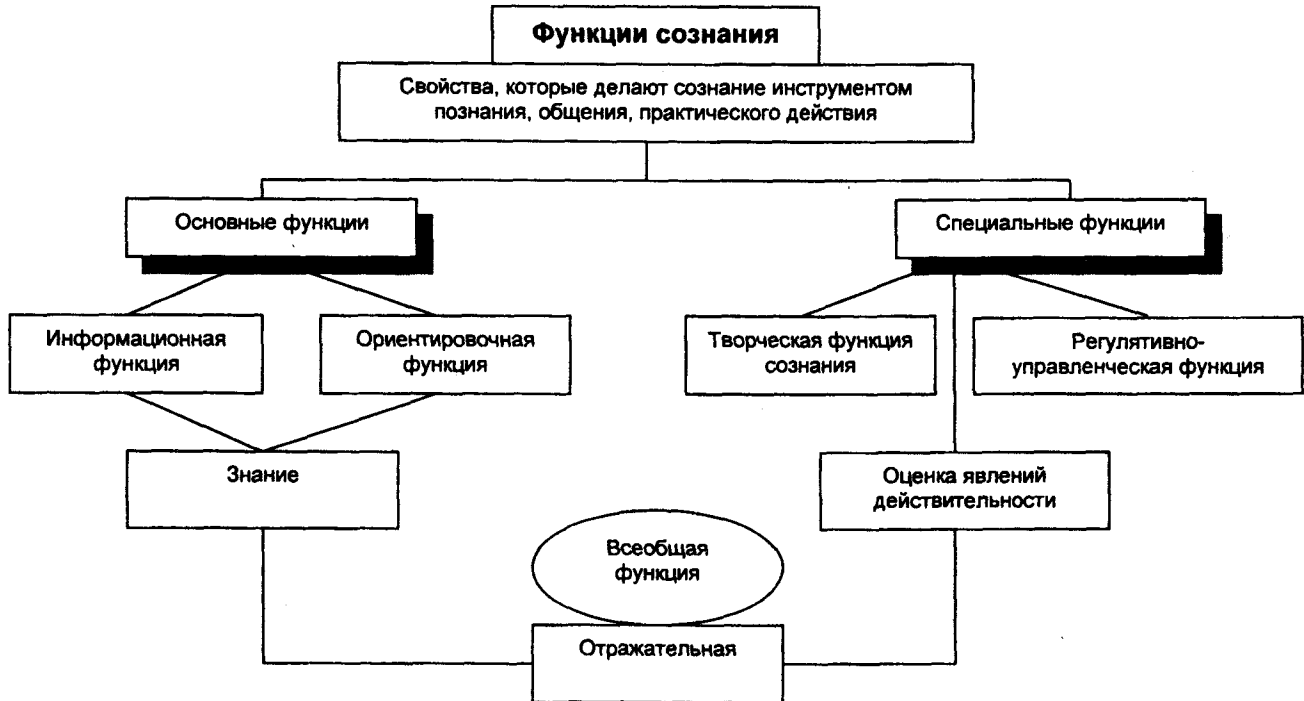 Функции сознания
Свойства, которые делают сознание инструментом
познания, общения, практического действия
Основные функции
Специальные функции
Информационная
функция
Ориентировочная
функция
Творческая функция
сознания
Регулятивно-
управленческая функция
Знание
Оценка явлений
действительности
Всеобщая
функция
Отражательная